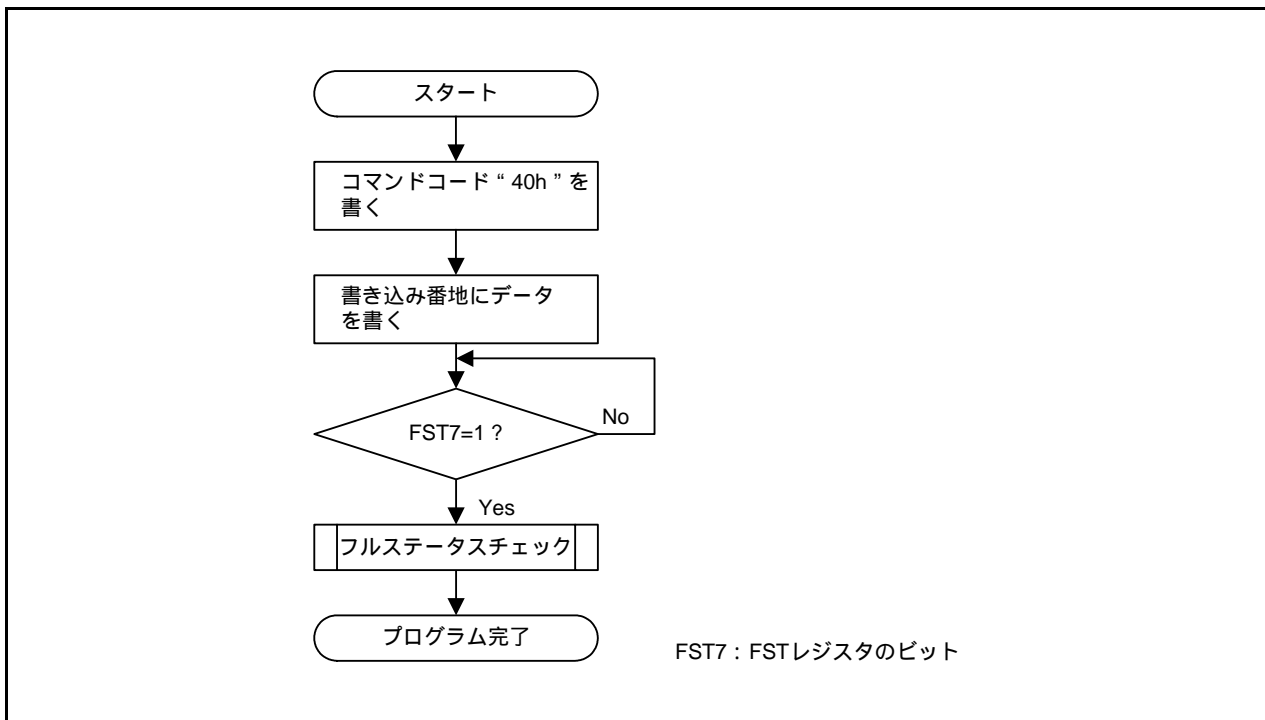 スタート
コマンドコード“ 40h ”を
書く
書き込み番地にデータ
を書く
FST7=1 ?
No
Yes
フルステータスチェック
プログラム完了
FST7 : FSTレジスタのビット